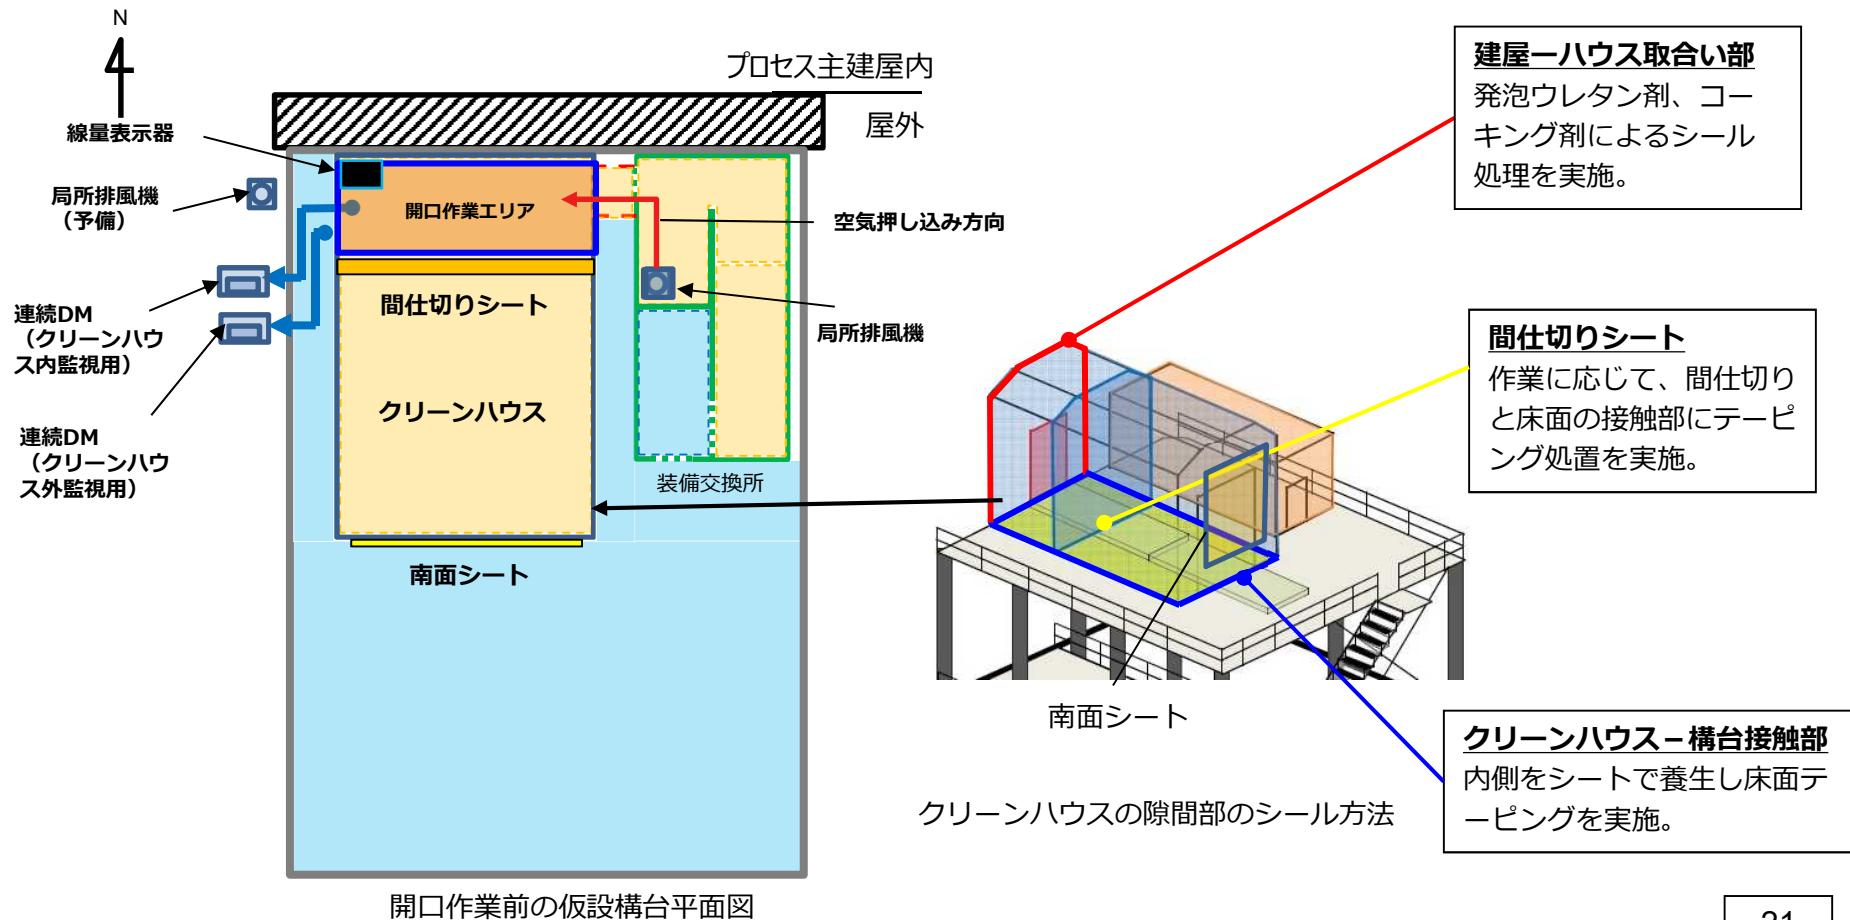 N
プロセス主建屋内
屋外
線量表示器
局所排風機
（予備）
開口作業エリア
空気押し込み方向
連続DM
（クリーンハウ
ス内監視用）
間仕切りシート
局所排風機
クリーンハウス
連続DM
（クリーンハウ
ス外監視用）
装備交換所
南面シート
開口作業前の仮設構台平面図
建屋ーハウス取合い部
発泡ウレタン剤、コー
キング剤によるシール
処理を実施。
間仕切りシート
作業に応じて、間仕切り
と床面の接触部にテーピ
ング処置を実施。
南面シート
クリーンハウス－構台接触部
内側をシートで養生し床面テ
ーピングを実施。
クリーンハウスの隙間部のシール方法
21